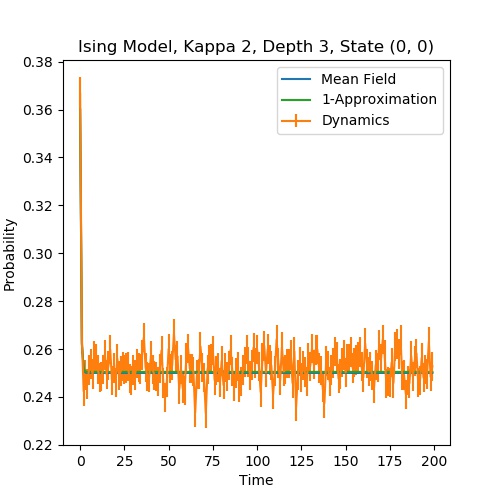 Ising Model, Kappa 2, Depth 3, State (0, 0)
Mean Field
1-Approximation
Dynamics
Probability
0.38
0.36
0.34
0.32
0.30
0.28
0.26
0.24
0.22
0 25 50 75 100 125 150 175 200
Time